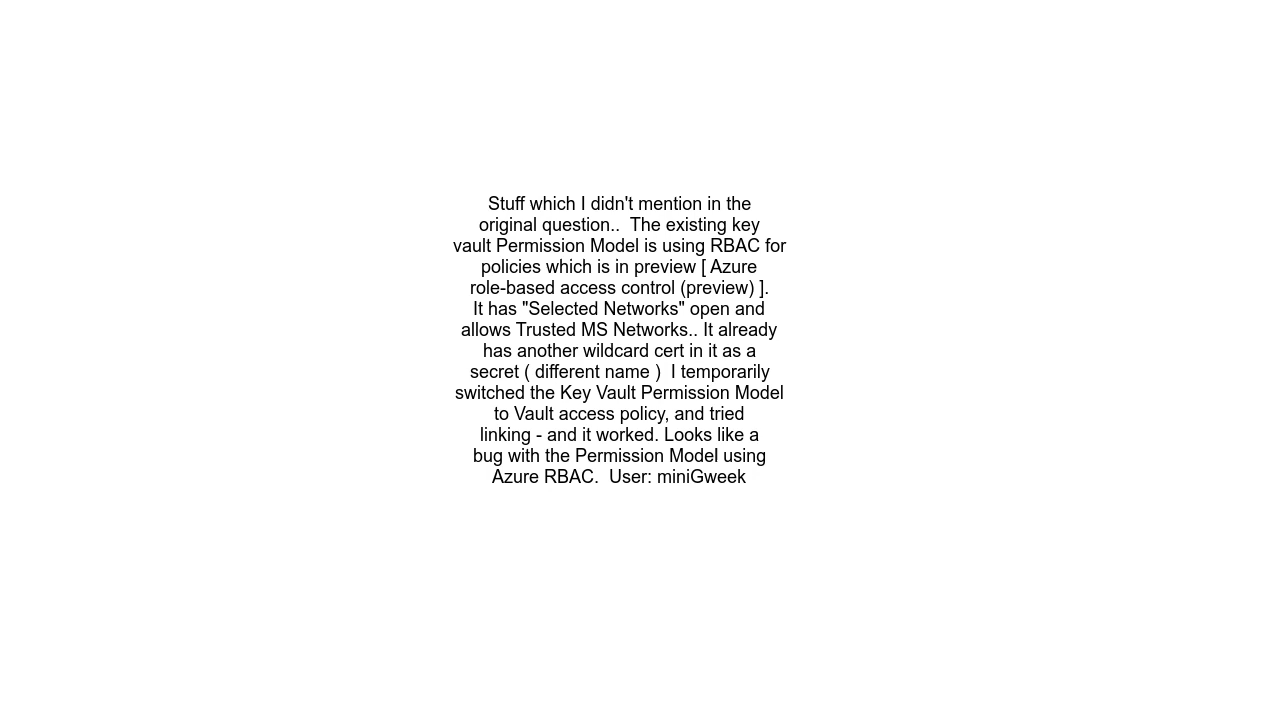 Stuff which I didn't mention in the
original question..  The existing key
vault Permission Model is using RBAC for
policies which is in preview [ Azure
role-based access control (preview) ].
It has "Selected Networks" open and
allows Trusted MS Networks.. It already
has another wildcard cert in it as a
secret ( different name )  I temporarily
switched the Key Vault Permission Model
to Vault access policy, and tried
linking - and it worked. Looks like a
bug with the Permission Model using
Azure RBAC.  User: miniGweek